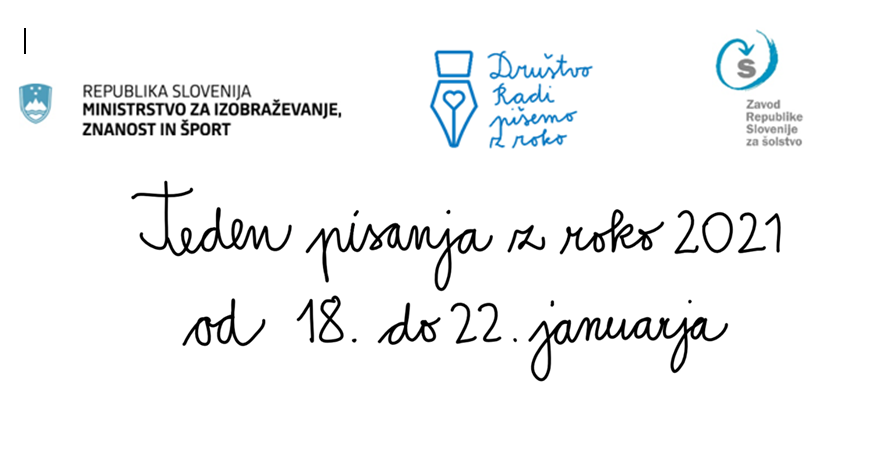 REPUBLIKA SLOVENIJA
MINISTRSTVO ZA IZOBRAŽEVANJE,
ZNANOST IN ŠPORT
Društvo
Radi
pišemo
z roko
Š
Zavod
Republike
Slovenije
za šolstvo
Teden pisanja z roko 2021
od 18. do 22. januarja